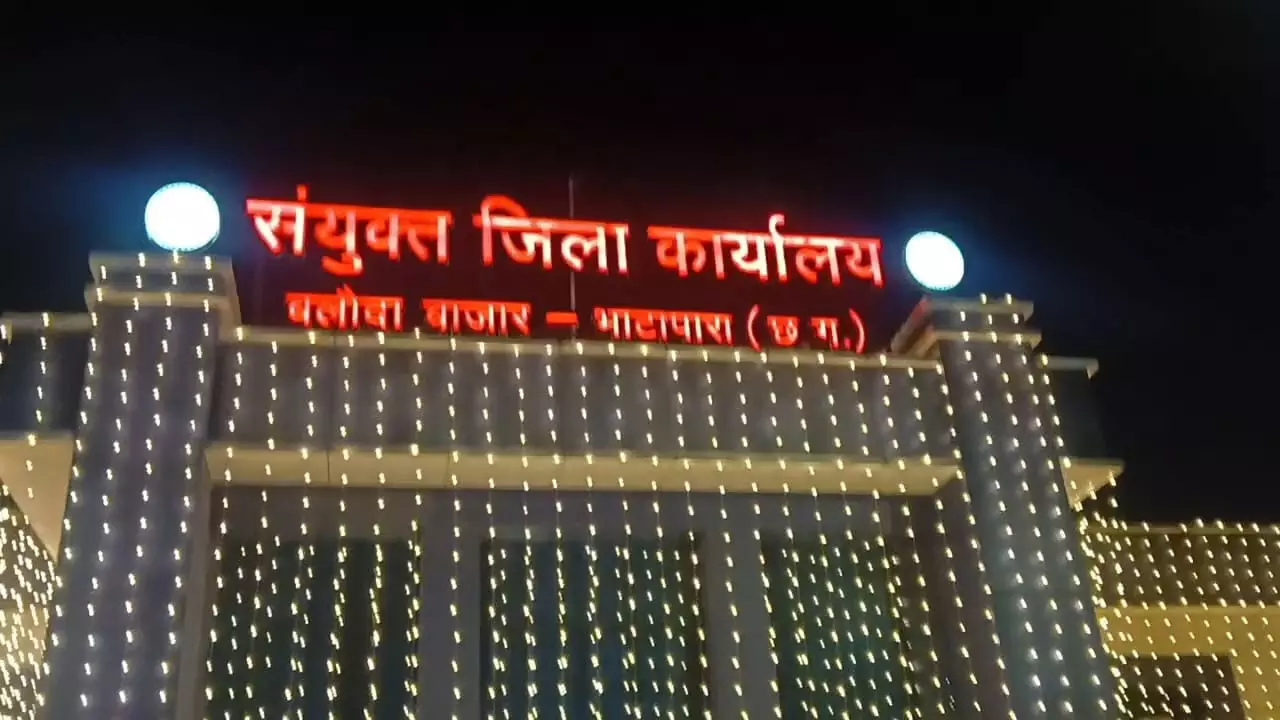 संयुक्त जिला कार्यालय
बलौदा बाजार - भाटापारा (छ ग.)